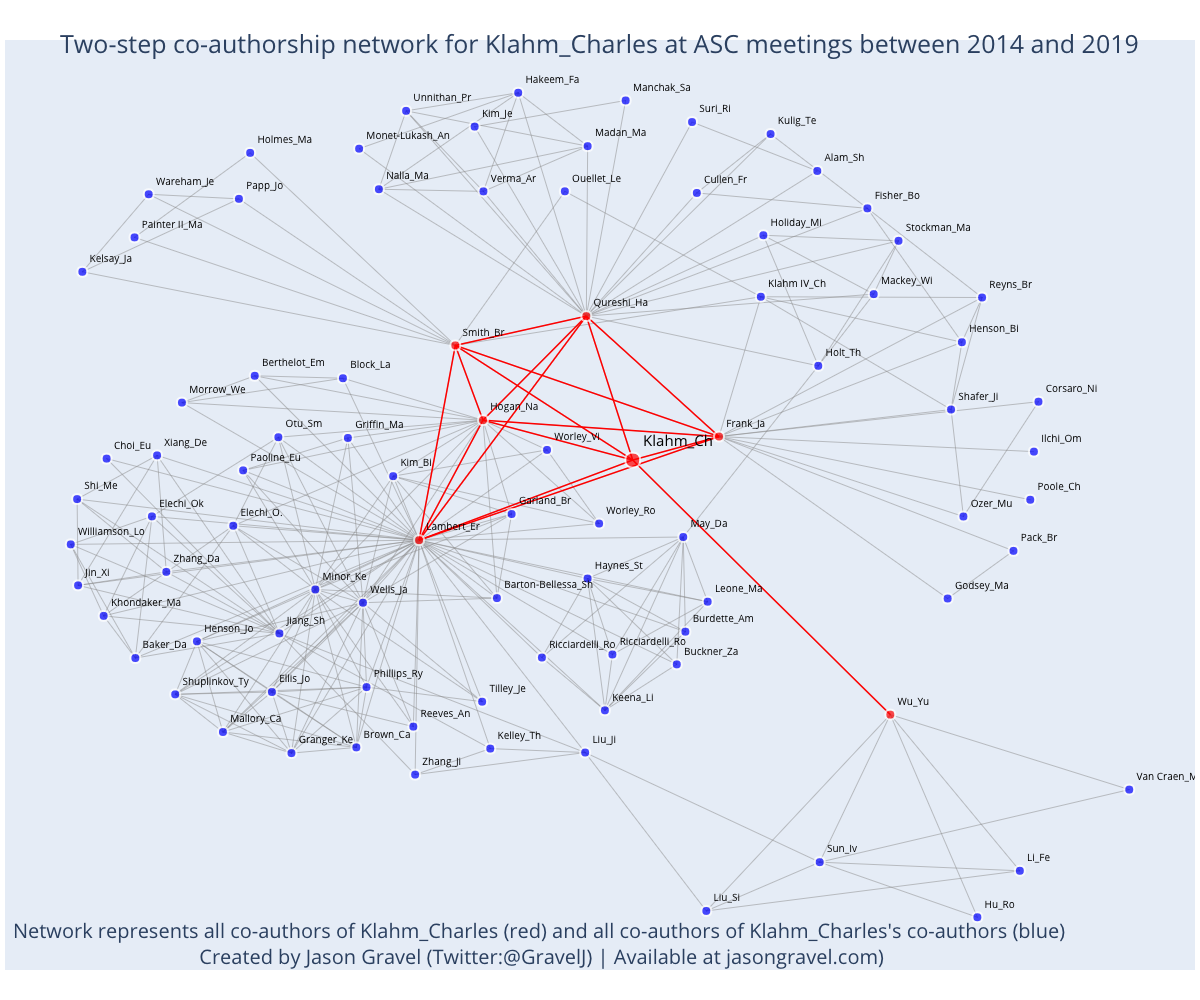 Two-step co-authorship network for Klahm_Charles at ASC meetings between 2014 and 2019
Hakeem_Fa
Manchak_Sa
Unnithan_Pr
Kim_Je
Suri_Ri
Kulig_Te
Monet-Lukash_An
Madan_Ma
Holmes_Ma
Alam_Sh
Nalla_Ma
Verma_Ar
Ouellet_Le
Cullen_Fr
Wareham_Je
Papp_Jo
Fisher_Bo
Painter II_Ma
Holiday_Mi
Stockman_Ma
Kelsay_Ja
Klahm IV_Ch
Mackey_Wi
Reyns_Br
Qureshi_Ha
Smith_Br
Henson_Bi
Holt_Th
Berthelot_Em
Block_La
Morrow_We
Hogan_Na
Shafer_Ji
Corsaro_Ni
Otu_Sm
Griffin_Ma
Frank_Ja
Worley_Vi
Klahm_Ch
Ilchi_Om
Choi_Eu
Xiang_De
Paoline_Eu
Kim_Bi
Shi_Me
Elechi_Ok
Elechi_O.
Garland_Br
Worley_Ro
Poole_Ch
Ozer_Mu
Williamson_Lo
Lambert_Er
May_Da
Pack_Br
Zhang_Da
Jin_Xi
Haynes_St
Minor_Ke
Wells_Ja
Barton-Bellessa_Sh
Leone_Ma
Godsey_Ma
Khondaker_Ma
Jiang_Sh
Burdette_Am
Henson_Jo
Baker_Da
Ricciardelli_Ro
Ricciardelli_Ro
Buckner_Za
Shuplinkov_Ty
Ellis_Jo
Phillips_Ry
Tilley_Je
Keena_Li
Wu_Yu
Mallory_Ca
Reeves_An
Granger_Ke
Brown_Ca
Kelley_Th
Liu_Ji
Zhang_Ji
Van Craen_M
Sun_Iv
Li_Fe
Liu_Si
Hu_Ro
Network represents all co-authors of Klahm_Charles (red) and all co-authors of Klahm_Charles's co-authors (blue)
Created by Jason Gravel (Twitter:@GravelJ) | Available at jasongravel.com)